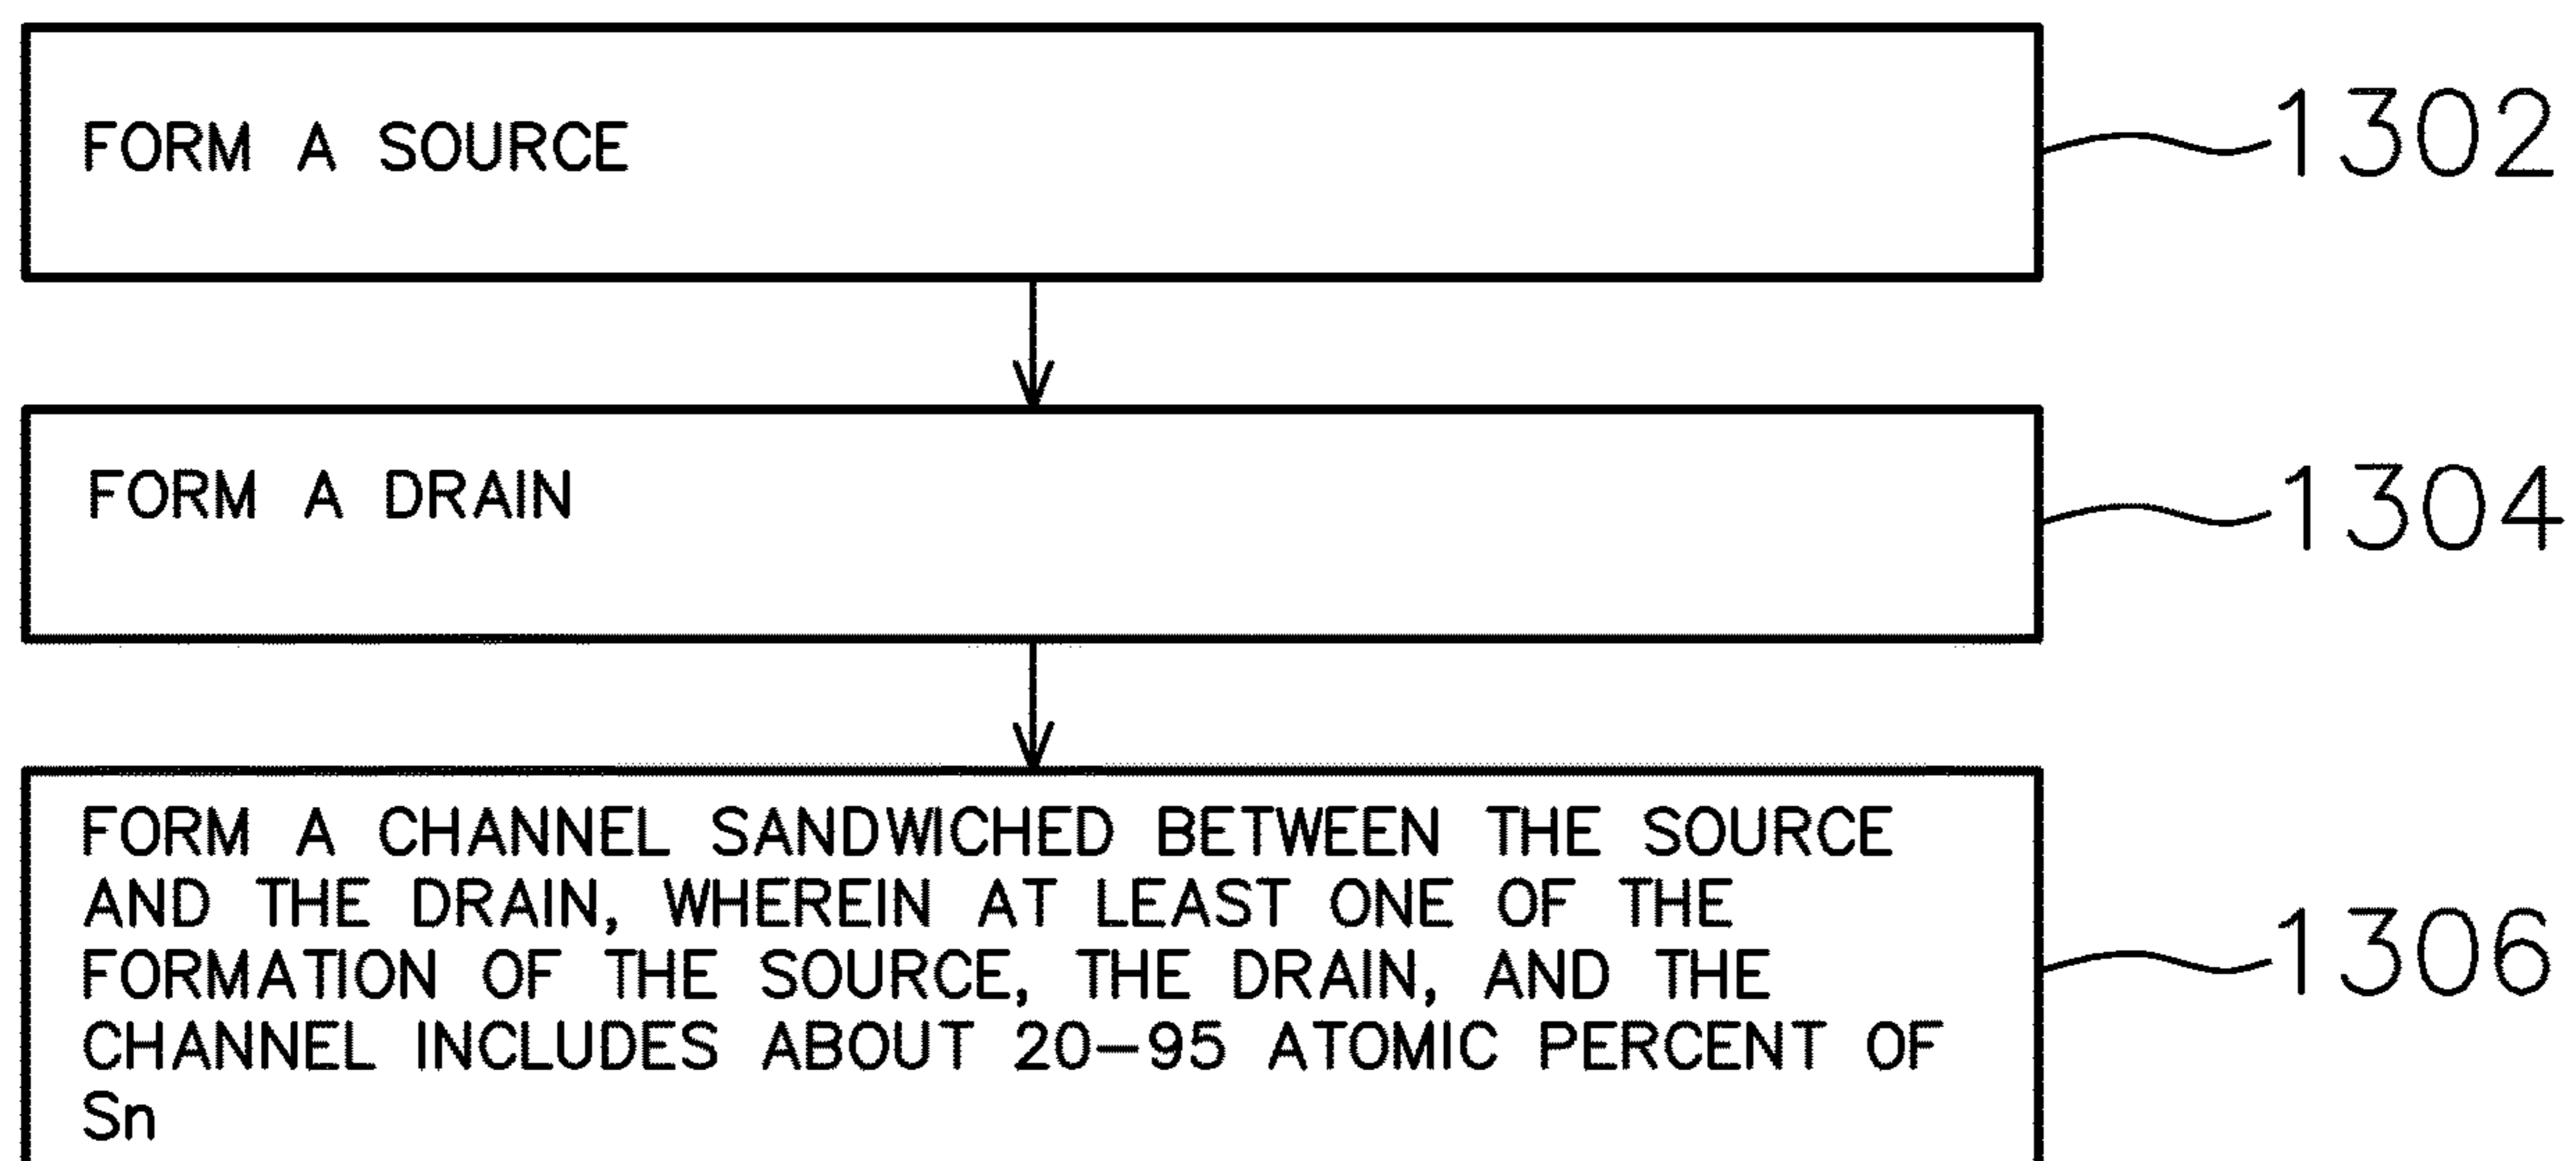 FORM A SOURCE
1302
FORM A DRAIN
1304
FORM A CHANNEL SANDWICHED BETWEEN THE SOURCE
AND THE DRAIN, WHEREIN AT LEAST ONE OF THE
FORMATION OF THE SOURCE, THE DRAIN, AND THE
CHANNEL INCLUDES ABOUT 20-95 ATOMIC PERCENT OF
Sn
1306